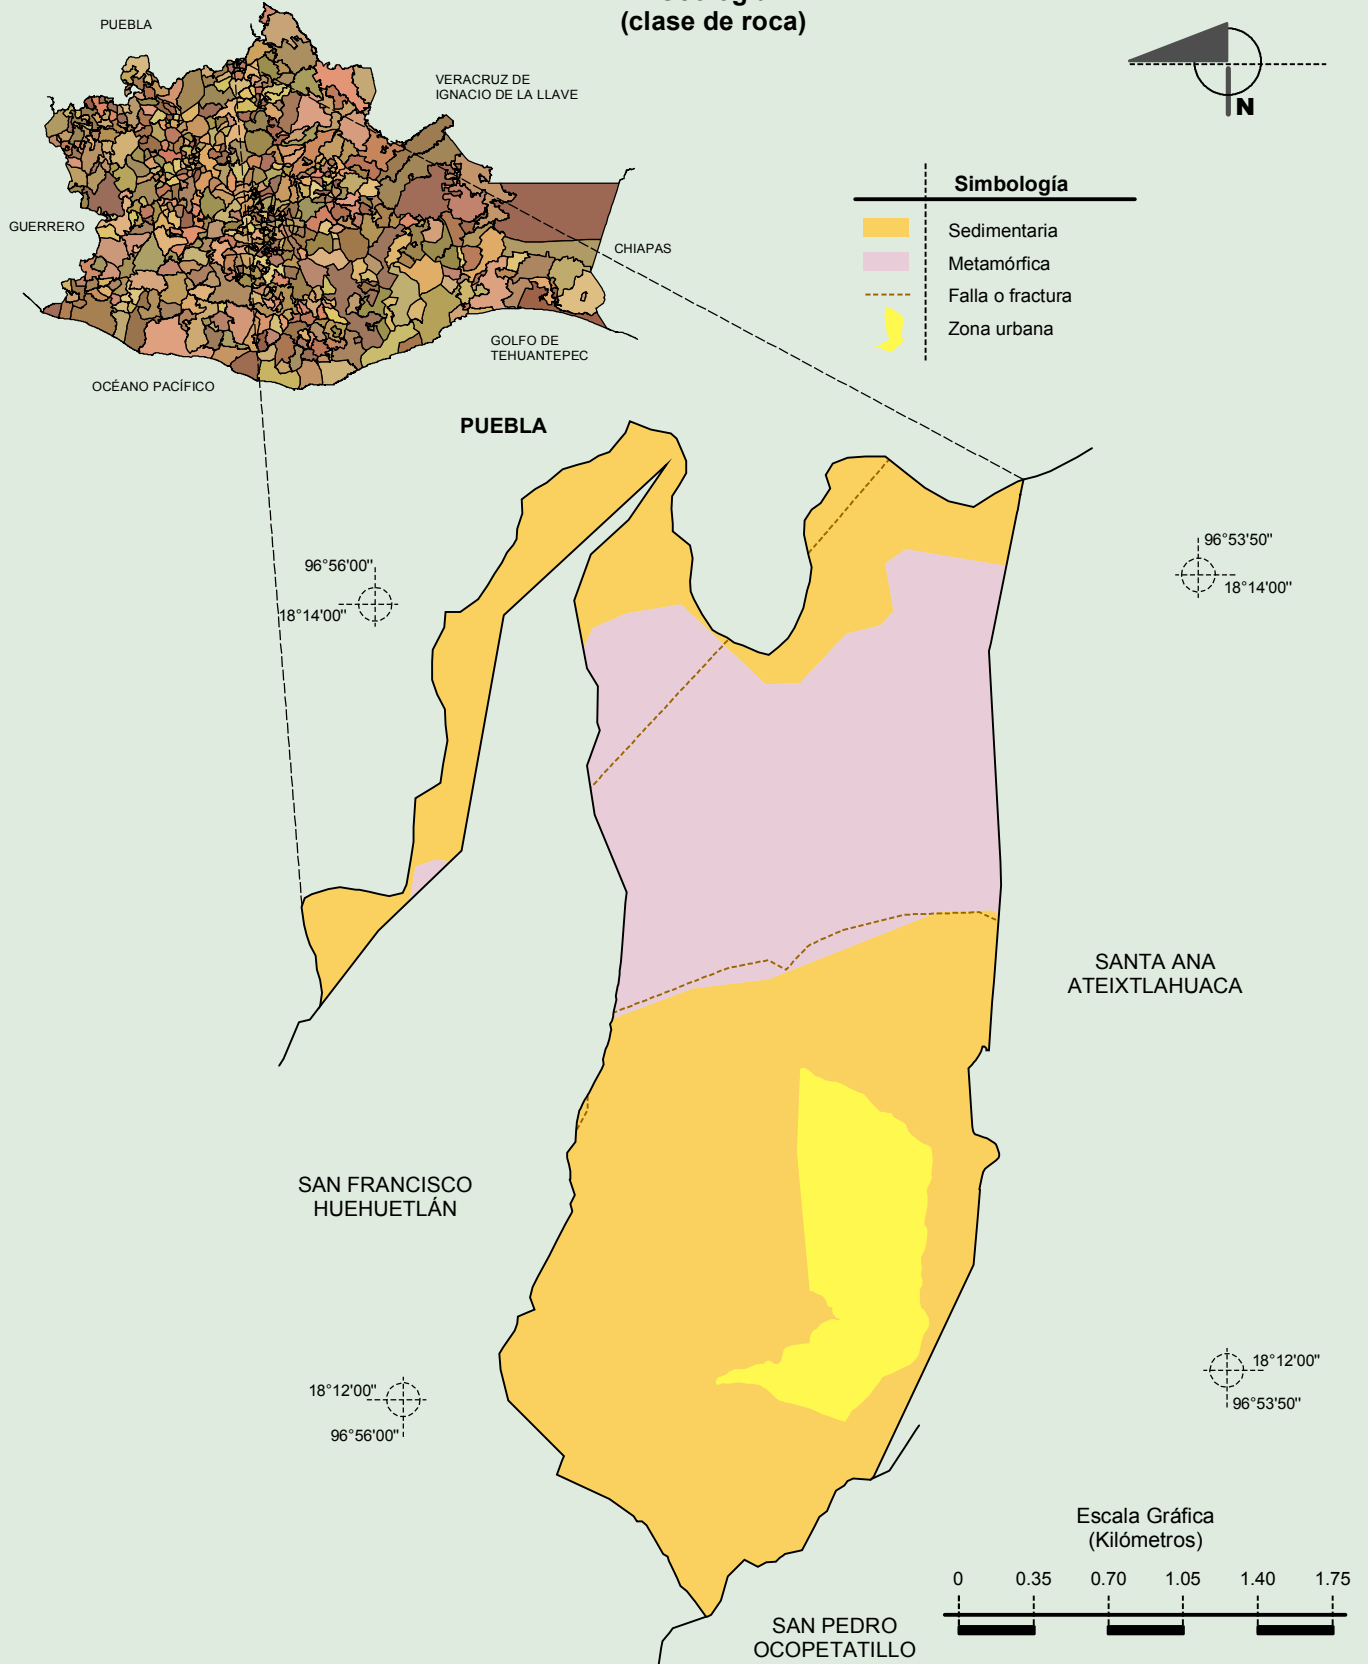 (clase de roca)
PUEBLA
VERACRUZ DE
IGNACIO DE LA LLAVE
N
Simbología
Sedimentaria
Metamórfica
Falla o fractura
Zona urbana
GUERRERO
CHIAPAS
GOLFO DE
TEHUANTEPEC
OCÉANO PACÍFICO
PUEBLA
96°56'00"
18°14'00"
96°53'50"
18°14'00"
SANTA ANA
ATEIXTLAHUACA
SAN FRANCISCO
HUEHUETLÁN
18°12'00"
96°56'00"
18°12'00"
96°53'50"
Escala Gráfica
(Kilómetros)
0 0.35 0.70 1.05 1.40 1.75
SAN PEDRO
OCOPETATILLO